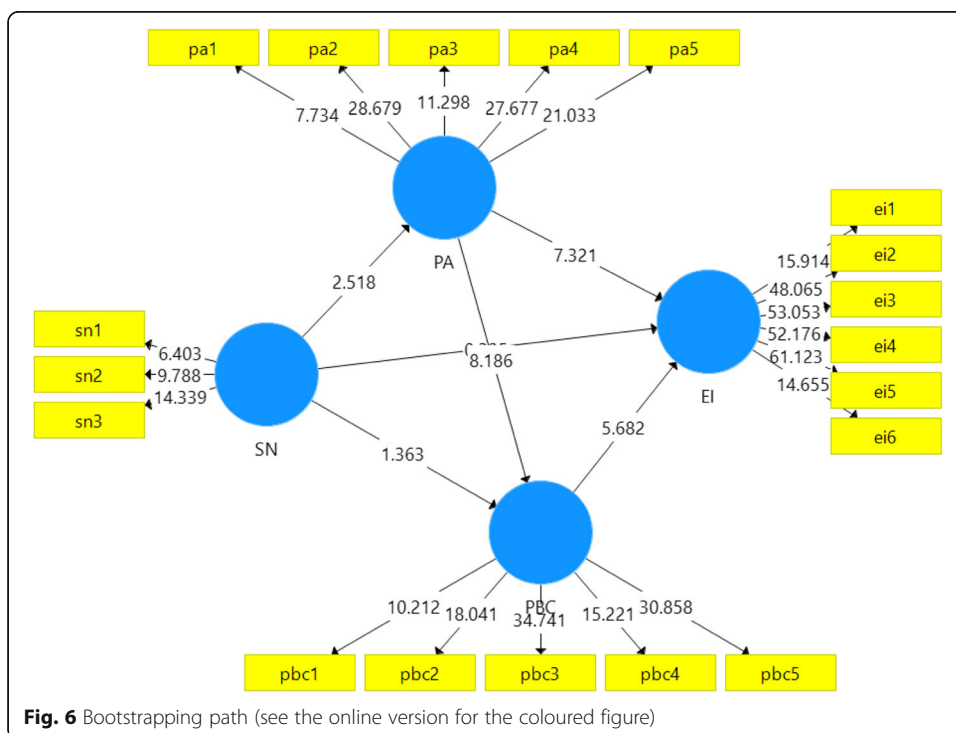 pa1 pa2 pa3 pa4 pa5
7.734 28.679 11.298 27.677 21.033
PA
2.518
7.321
ei1
ei2
ei3
ei4
ei5
ei6
15.914
48.065
53.053
52.176
61.123
14.655
EI
sn1
sn2
sn3
6.403
9.788
14.339
SN
8.186
1.363
5.682
PBC
10.212 18.041 34.741 15.221 30.858
pbc1 pbc2 pbc3 pbc4 pbc5
Fig. 6 Bootstrapping path (see the online version for the coloured figure)